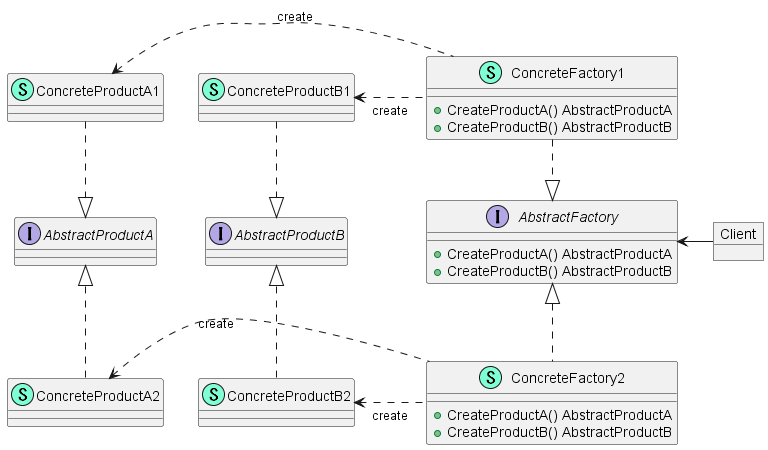 create
S ConcreteProductA1
S ConcreteProductB1
create
S ConcreteFactory1
CreateProductA() AbstractProductA
CreateProductB() AbstractProductB
I AbstractProductA
I AbstractProductB
I AbstractFactory
CreateProductA() AbstractProductA
CreateProductB() AbstractProductB
Client
create
S ConcreteProductA2
S ConcreteProductB2
create
S ConcreteFactory2
CreateProductA() AbstractProductA
CreateProductB() AbstractProductB